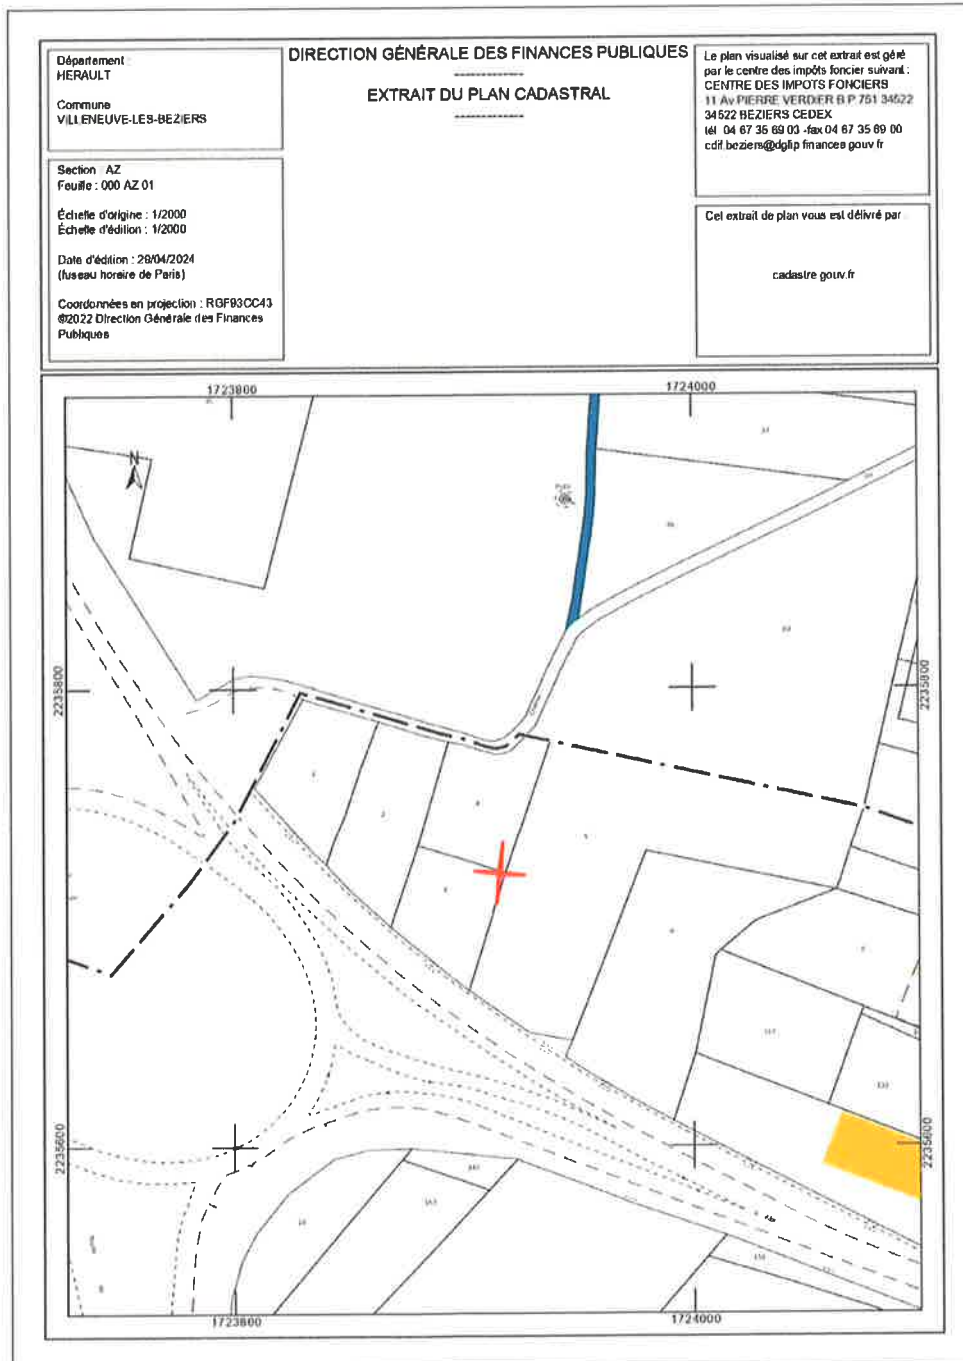 Département :
HERAULT
Commune
VILLENEUVE-LES-BEZIERS
Section : AZ
Feuille : 000 AZ 01
Échelle d'origine : 1/2000
Échelle d'édition : 1/2000
Date d'édition : 28/04/2024
(fuseau horaire de Paris)
Coordonnées en projection : RGF93CC43
©2022 Direction Générale des Finances
Publiques
DIRECTION GÉNÉRALE DES FINANCES PUBLIQUES
-------------
EXTRAIT DU PLAN CADASTRAL
-------------
Le plan visualisé sur cet extrait est géré
par le centre des impôts foncier suivant :
CENTRE DES IMPOTS FONCIERS
11 Av PIERRE VERDIER B.P 751 34522
34522 BEZIERS CEDEX
tél. 04 67 35 69 03 -fax 04 67 35 69 00
cdif.beziers@dgfip.finances.gouv.fr
Cet extrait de plan vous est délivré par :
cadastre.gouv.fr
1723800
1724000
N
2235800
2235800
2235600
2235600
1723800
1724000